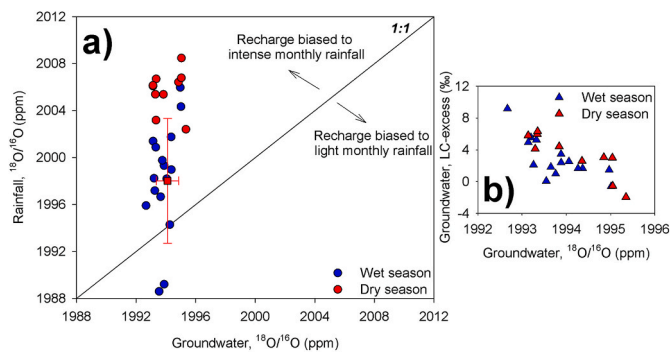 a)
1:1
Recharge biased to
intense monthly rainfall
Recharge biased to
light monthly rainfall
Rainfall, ¹⁸O/¹⁶O (ppm)
2012
2008
2004
2000
1996
1992
1988
1988 1992 1996 2000 2004 2008 2012
Groundwater, ¹⁸O/¹⁶O (ppm)
Wet season
Dry season
b)
Groundwater, LC-excess (‰)
12
8
4
0
-4
1992 1993 1994 1995 1996
Groundwater, ¹⁸O/¹⁶O (ppm)
Wet season
Dry season